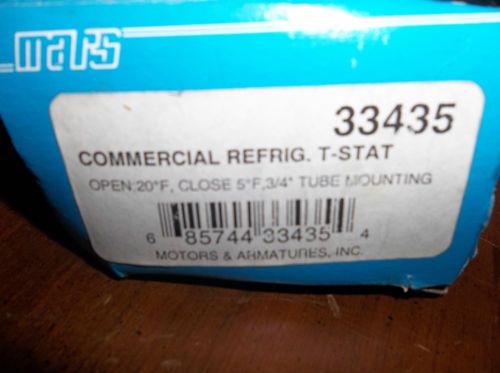 mars
33435
COMMERCIAL REFRIG. T-STAT
OPEN:20°F, CLOSE 5°F,3/4" TUBE MOUNTING
6 85744 33435 4
MOTORS & ARMATURES, INC.